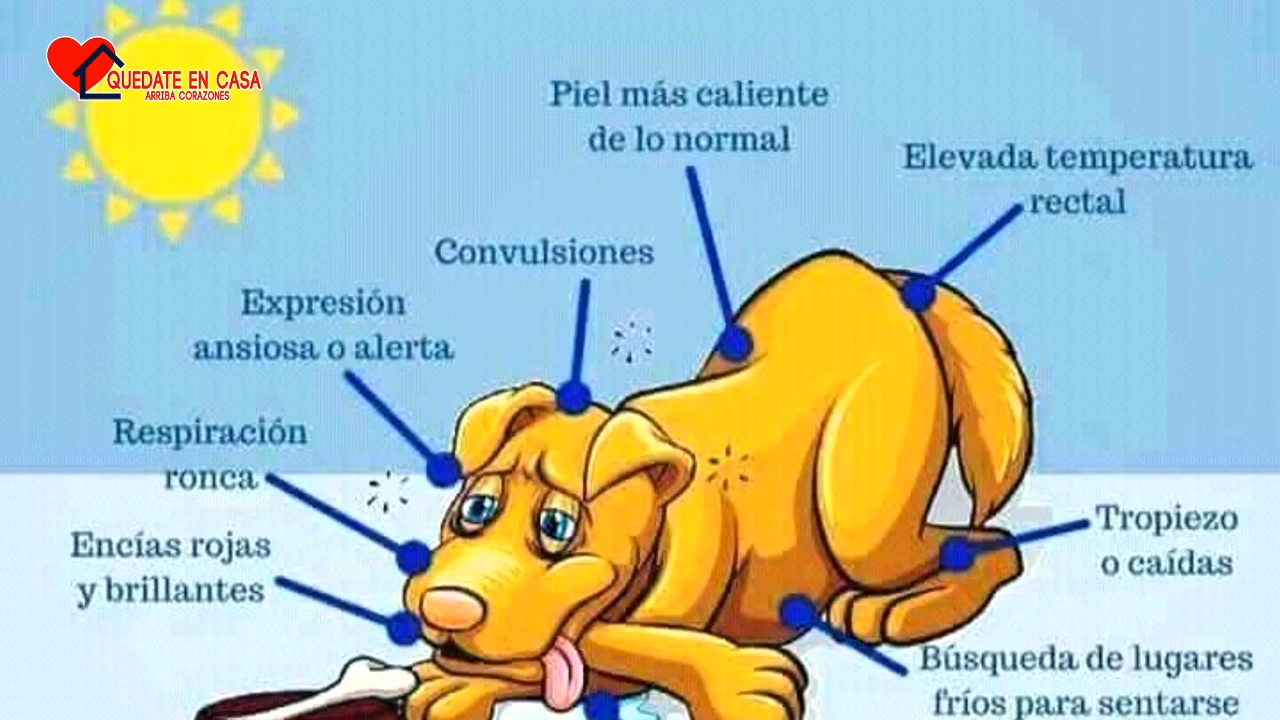 QUEDATE EN CASA
ARRIBA CORAZONES
Piel más caliente
de lo normal
Elevada temperatura
rectal
Convulsiones
Expresión
ansiosa o alerta
Respiración
ronca
Encías rojas
y brillantes
Tropiezo
o caídas
Búsqueda de lugares
fríos para sentarse